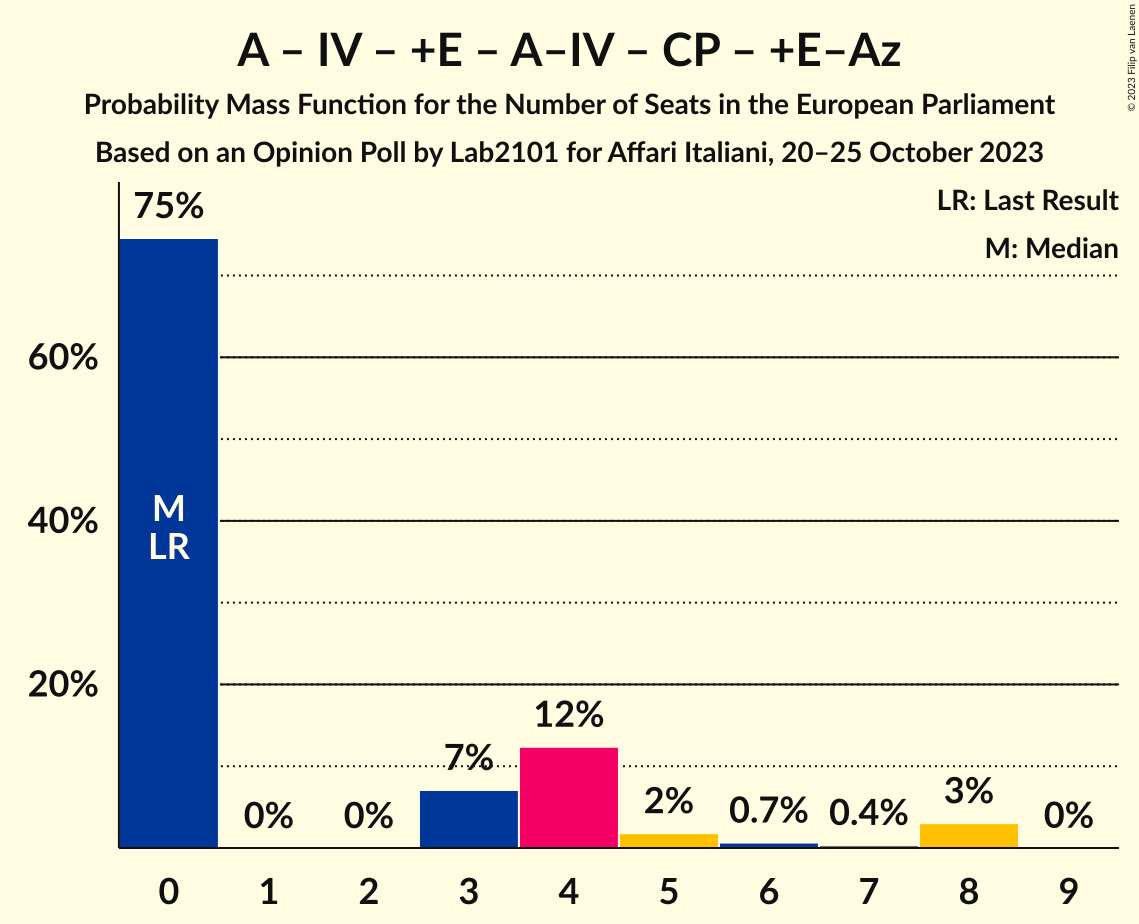 A – IV – +E – A–IV – CP – +E–Az
Probability Mass Function for the Number of Seats in the European Parliament
Based on an Opinion Poll by Lab2101 for Affari Italiani, 20–25 October 2023
© 2023 Filip van Laenen
LR: Last Result
M: Median
75%
60%
40%
20%
M
LR
0%
0%
7%
12%
2%
0.7%
0.4%
3%
0%
0
1
2
3
4
5
6
7
8
9